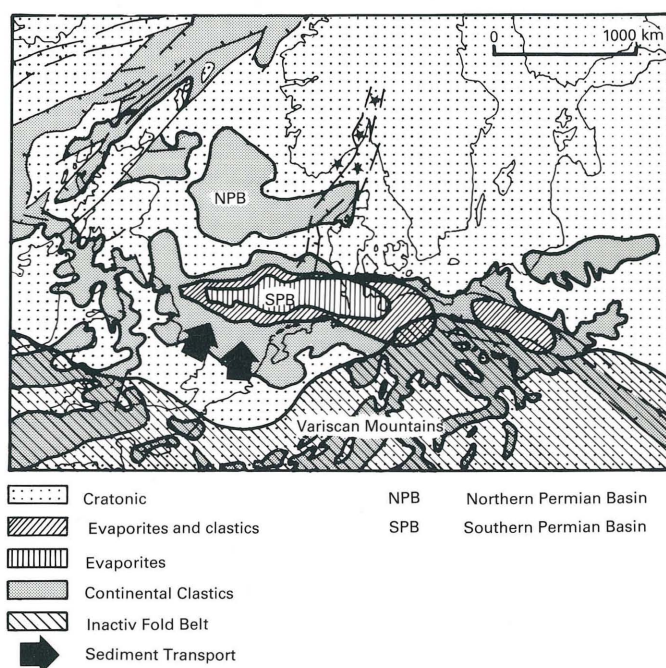 0 1000 km
NPB
SPB
Variscan Mountains
Cratonic
Evaporites and clastics
Evaporites
Continental Clastics
Inactiv Fold Belt
Sediment Transport
NPB Northern Permian Basin
SPB Southern Permian Basin